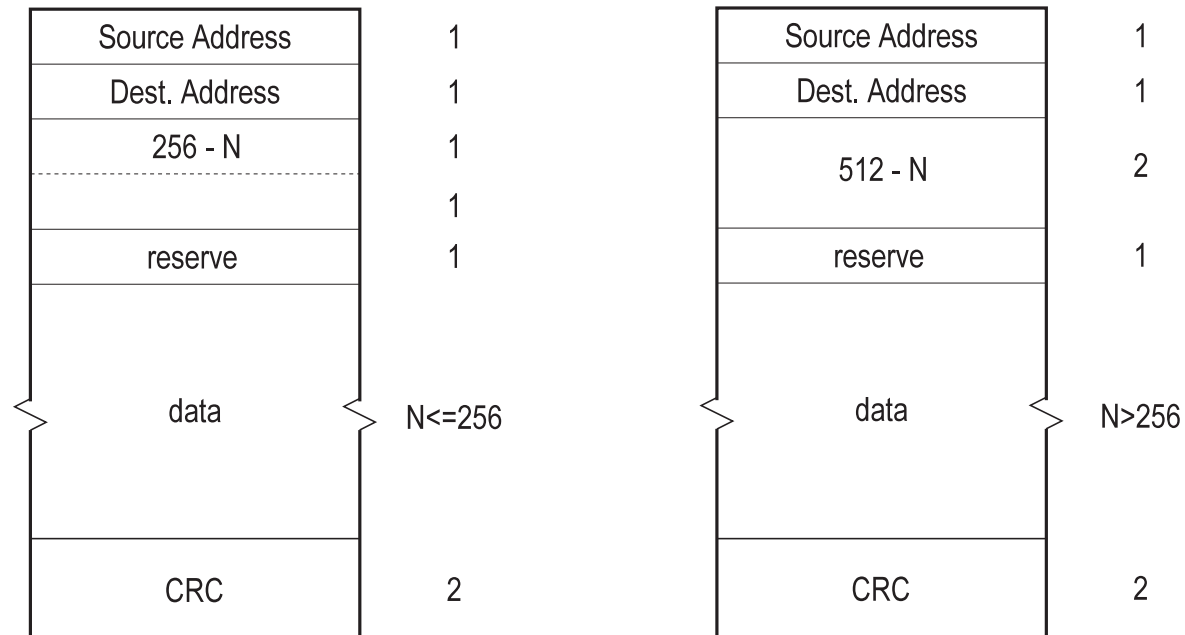 Source Address 1
Dest. Address 1
256 - N 1
1
reserve 1
data N<=256
CRC 2
Source Address 1
Dest. Address 1
512 - N 2
reserve 1
data N>256
CRC 2